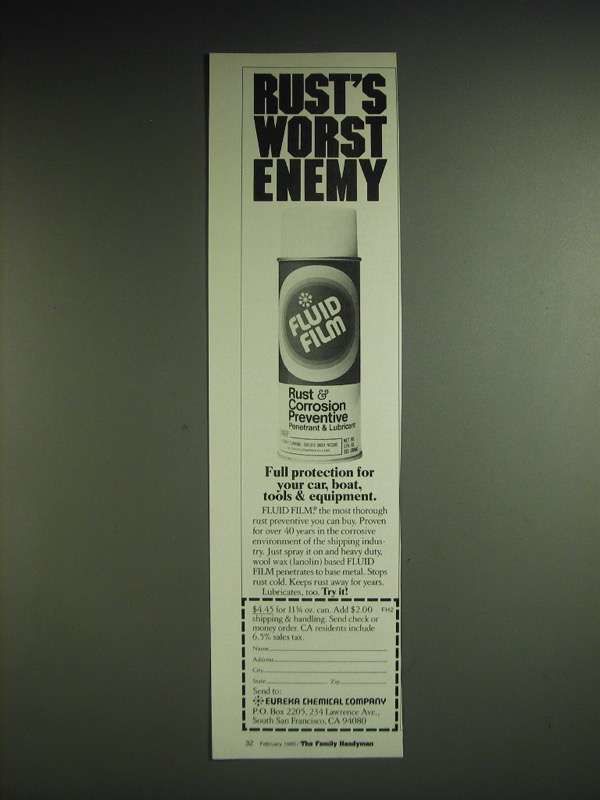 RUST'S
WORST
ENEMY
FLUID
FILM
Rust &
Corrosion
Preventive
Penetrant & Lubricant
Full protection for
your car, boat,
tools & equipment.
FLUID FILM,® the most thorough
rust preventive you can buy. Proven
for over 40 years in the corrosive
environment of the shipping indus-
try. Just spray it on and heavy duty,
wool wax (lanolin) based FLUID
FILM penetrates to base metal. Stops
rust cold. Keeps rust away for years.
Lubricates, too. Try it!
$4.45 for 11¾ oz. can. Add $2.00 FH2
shipping & handling. Send check or
money order. CA residents include
6.5% sales tax.
Name
Address
City
State Zip
Send to:
EUREKA CHEMICAL COMPANY
P.O. Box 2205, 234 Lawrence Ave.,
South San Francisco, CA 94080
32 February / The Family Handyman